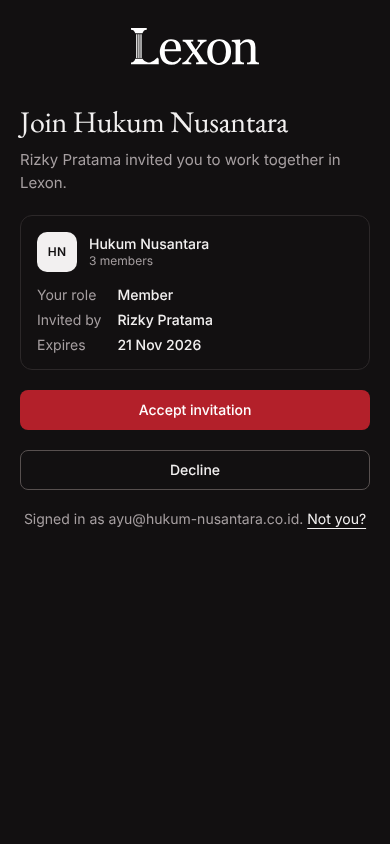 Lexon
Join Hukum Nusantara
Rizky Pratama invited you to work together in
Lexon.
HN
Hukum Nusantara
3 members
Your role Member
Invited by Rizky Pratama
Expires 21 Nov 2026
Accept invitation
Decline
Signed in as ayu@hukum-nusantara.co.id. Not you?